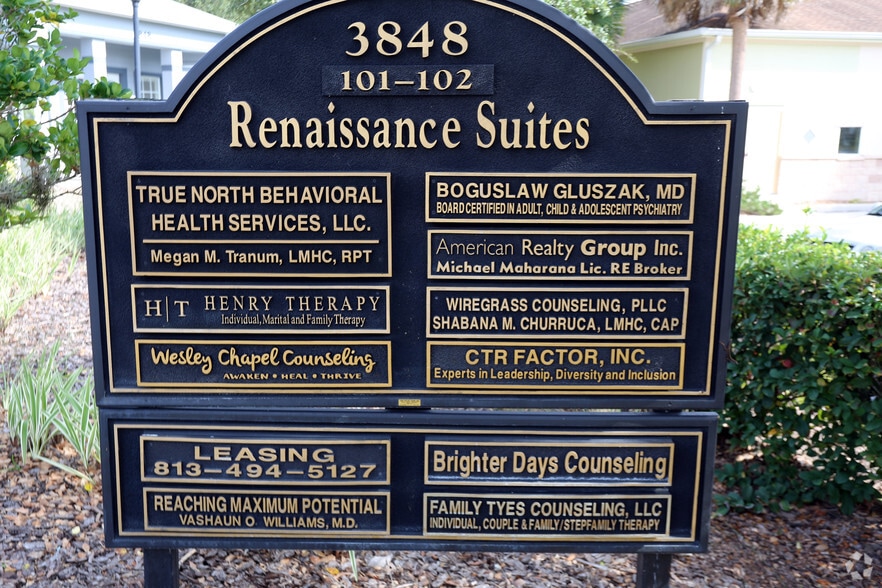 3848
101-102
Renaissance Suites
TRUE NORTH BEHAVIORAL
HEALTH SERVICES, LLC.
Megan M. Tranum, LMHC, RPT
H|T HENRY THERAPY
Individual, Marital and Family Therapy
Wesley Chapel Counseling
AWAKEN • HEAL • THRIVE
BOGUSLAW GLUSZAK, MD
BOARD CERTIFIED IN ADULT, CHILD & ADOLESCENT PSYCHIATRY
American Realty Group Inc.
Michael Maharana Lic. RE Broker
WIREGRASS COUNSELING, PLLC
SHABANA M. CHURRUCA, LMHC, CAP
CTR FACTOR, INC.
Experts in Leadership, Diversity and Inclusion
LEASING
813-494-5127
REACHING MAXIMUM POTENTIAL
VASHAUN O. WILLIAMS, M.D.
Brighter Days Counseling
FAMILY TYES COUNSELING, LLC
INDIVIDUAL, COUPLE & FAMILY/STEPFAMILY THERAPY